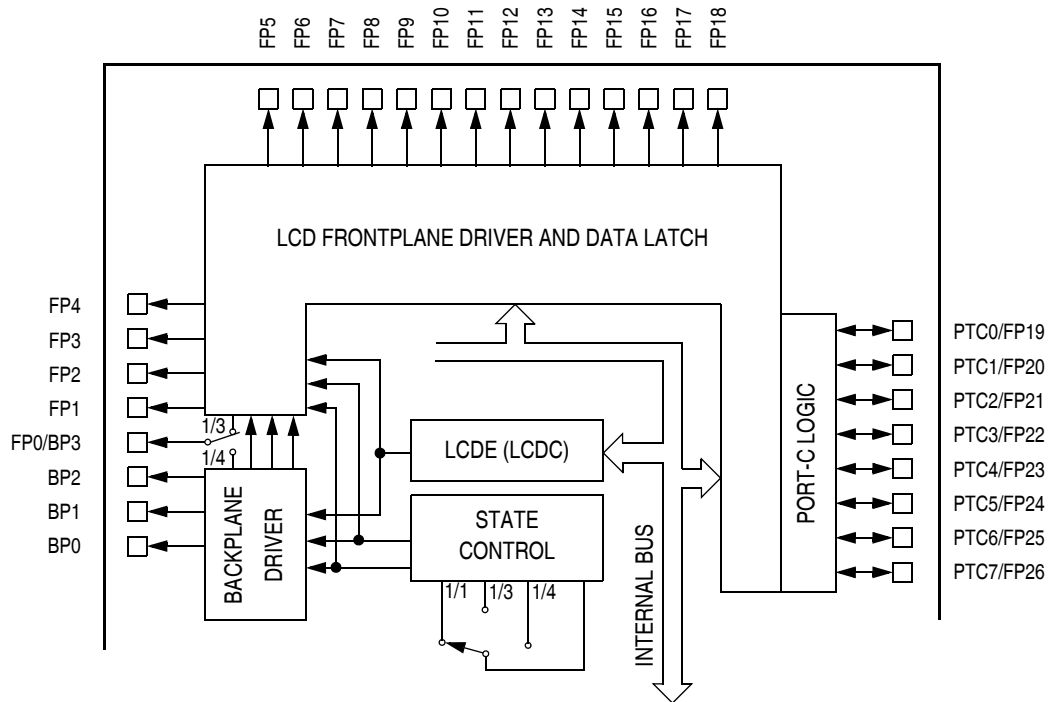 FP5
FP6
FP7
FP8
FP9
FP10
FP11
FP12
FP13
FP14
FP15
FP16
FP17
FP18
LCD FRONTPLANE DRIVER AND DATA LATCH
FP4
FP3
FP2
FP1
FP0/BP3
BP2
BP1
BP0
1/3
1/4
BACKPLANE
DRIVER
LCDE (LCDC)
STATE
CONTROL
1/1
1/3
1/4
INTERNAL BUS
PORT-C LOGIC
PTC0/FP19
PTC1/FP20
PTC2/FP21
PTC3/FP22
PTC4/FP23
PTC5/FP24
PTC6/FP25
PTC7/FP26